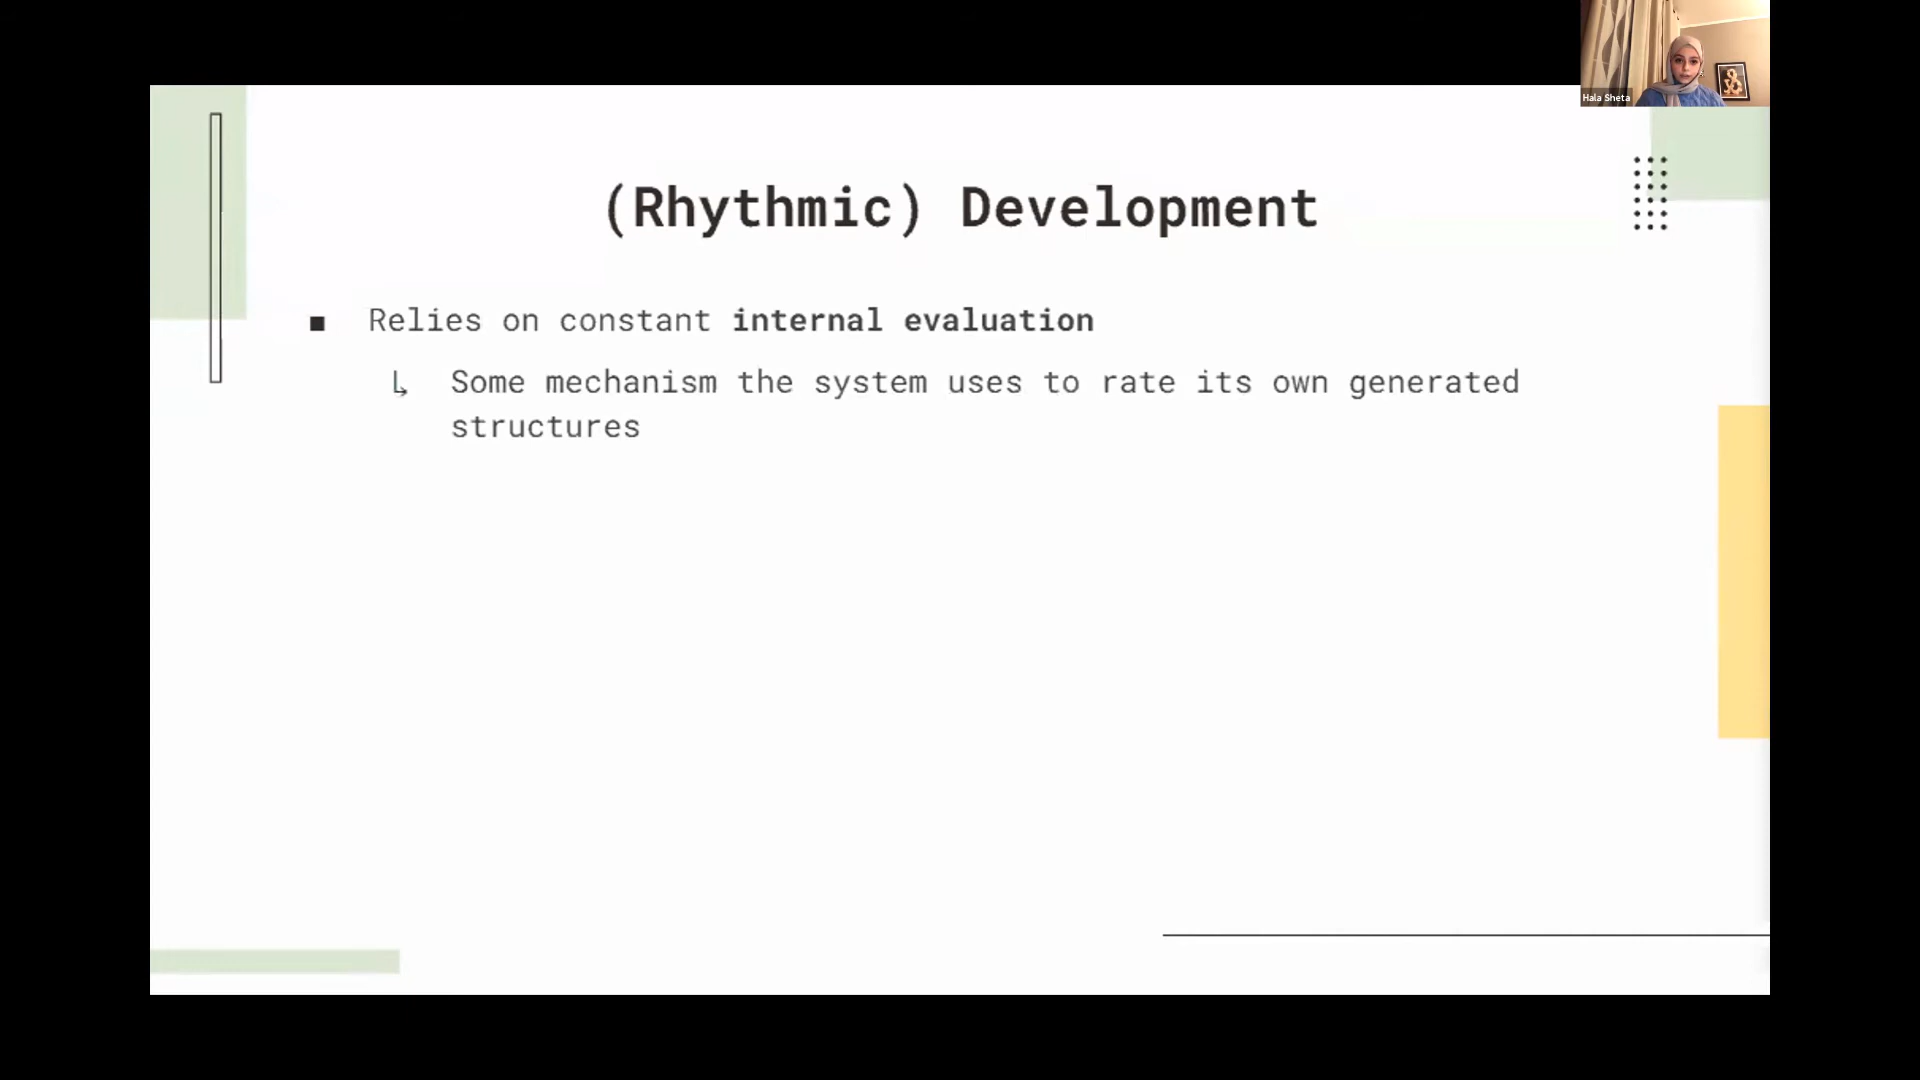 Hala Sheta
(Rhythmic) Development
■ Relies on constant internal evaluation
↳ Some mechanism the system uses to rate its own generated
structures